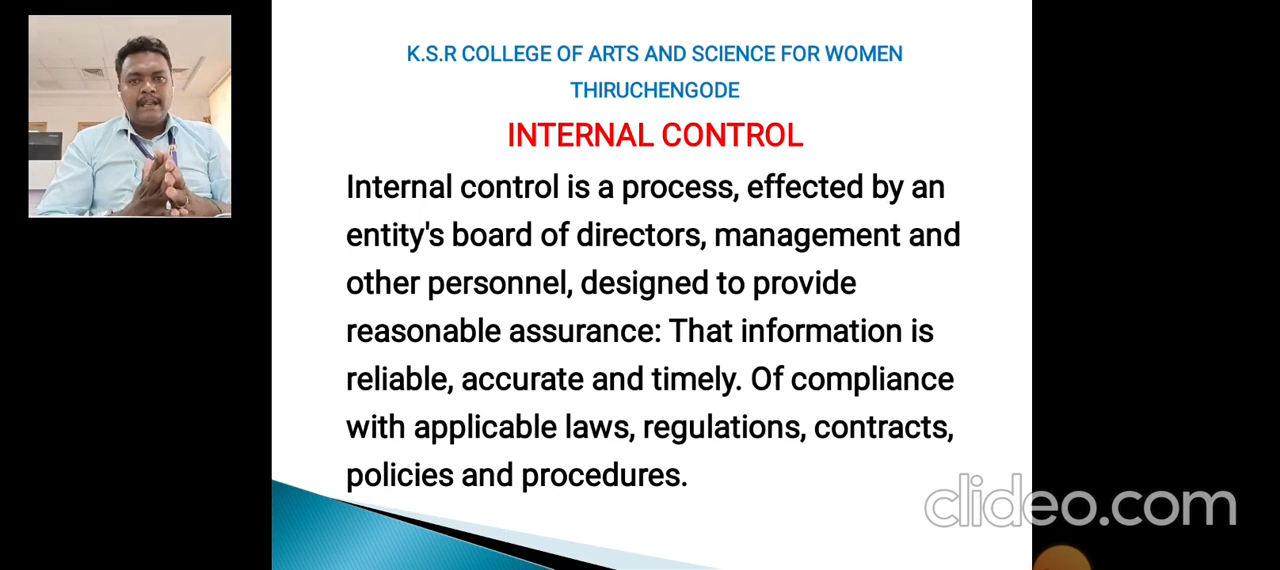 K.S.R COLLEGE OF ARTS AND SCIENCE FOR WOMEN
THIRUCHENGODE
INTERNAL CONTROL
Internal control is a process, effected by an
entity's board of directors, management and
other personnel, designed to provide
reasonable assurance: That information is
reliable, accurate and timely. Of compliance
with applicable laws, regulations, contracts,
policies and procedures.
clideo.com